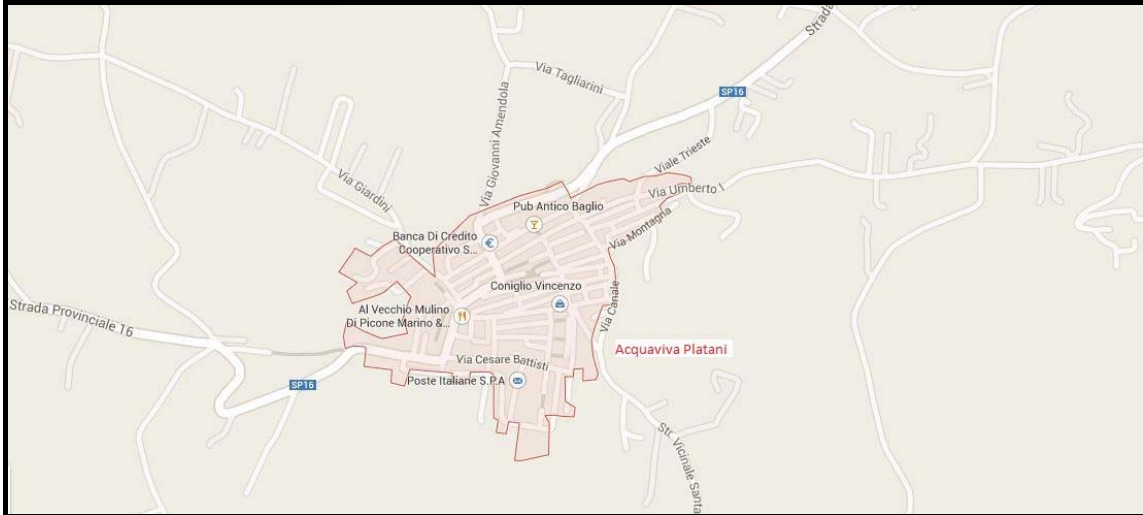 Strada
Via Tagliarini
SP16
Via Giovanni Amendola
Viale Trieste
Via Giardini
Via Umberto I
Pub Antico Baglio
Banca Di Credito
Cooperativo S...
Via Montagna
Coniglio Vincenzo
Via Canale
Strada Provinciale 16
Al Vecchio Mulino
Di Picone Marino &...
Acquaviva Platani
Via Cesare Battisti
SP16
Poste Italiane S.P.A
Str. Vicinale Santa